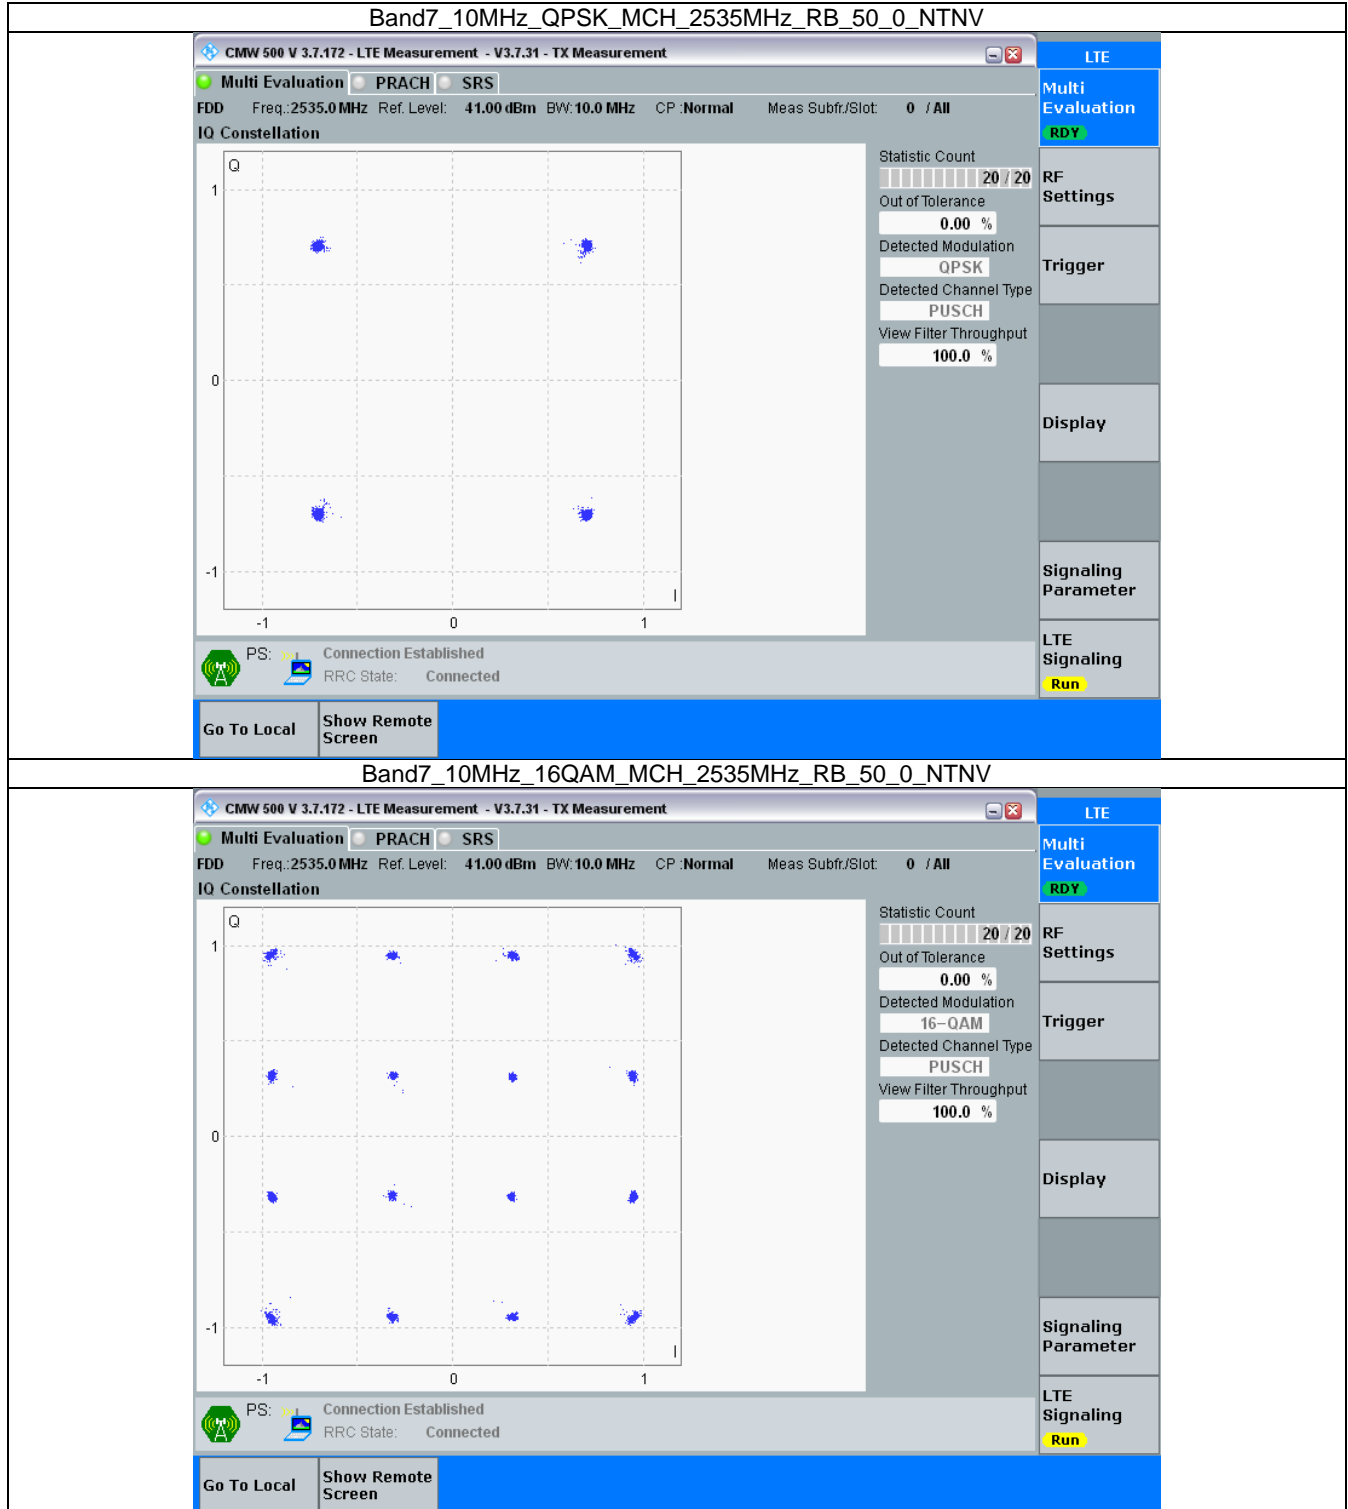 Band7_10MHz_QPSK_MCH_2535MHz_RB_50_0_NTNV
CMW 500 V 3.7.172 - LTE Measurement - V3.7.31 - TX Measurement
LTE
Multi Evaluation PRACH SRS
Multi Evaluation
RDY
FDD Freq.:2535.0 MHz Ref. Level: 41.00 dBm BW:10.0 MHz CP :Normal Meas Subfr./Slot: 0 / All
IQ Constellation
Q
1
0
-1
I
-1 0 1
Statistic Count
20 / 20
Out of Tolerance
0.00 %
Detected Modulation
QPSK
Detected Channel Type
PUSCH
View Filter Throughput
100.0 %
RF
Settings
Trigger
Display
Signaling
Parameter
LTE
Signaling
Run
PS: Connection Established
RRC State: Connected
Go To Local
Show Remote
Screen
Band7_10MHz_16QAM_MCH_2535MHz_RB_50_0_NTNV
CMW 500 V 3.7.172 - LTE Measurement - V3.7.31 - TX Measurement
LTE
Multi Evaluation PRACH SRS
Multi
Evaluation
RDY
FDD Freq.:2535.0 MHz Ref. Level: 41.00 dBm BW:10.0 MHz CP :Normal Meas Subfr./Slot: 0 / All
IQ Constellation
Q
1
0
-1
I
-1 0 1
Statistic Count
20 / 20
Out of Tolerance
0.00 %
Detected Modulation
16-QAM
Detected Channel Type
PUSCH
View Filter Throughput
100.0 %
RF
Settings
Trigger
Display
Signaling
Parameter
LTE
Signaling
Run
PS: Connection Established
RRC State: Connected
Go To Local
Show Remote
Screen